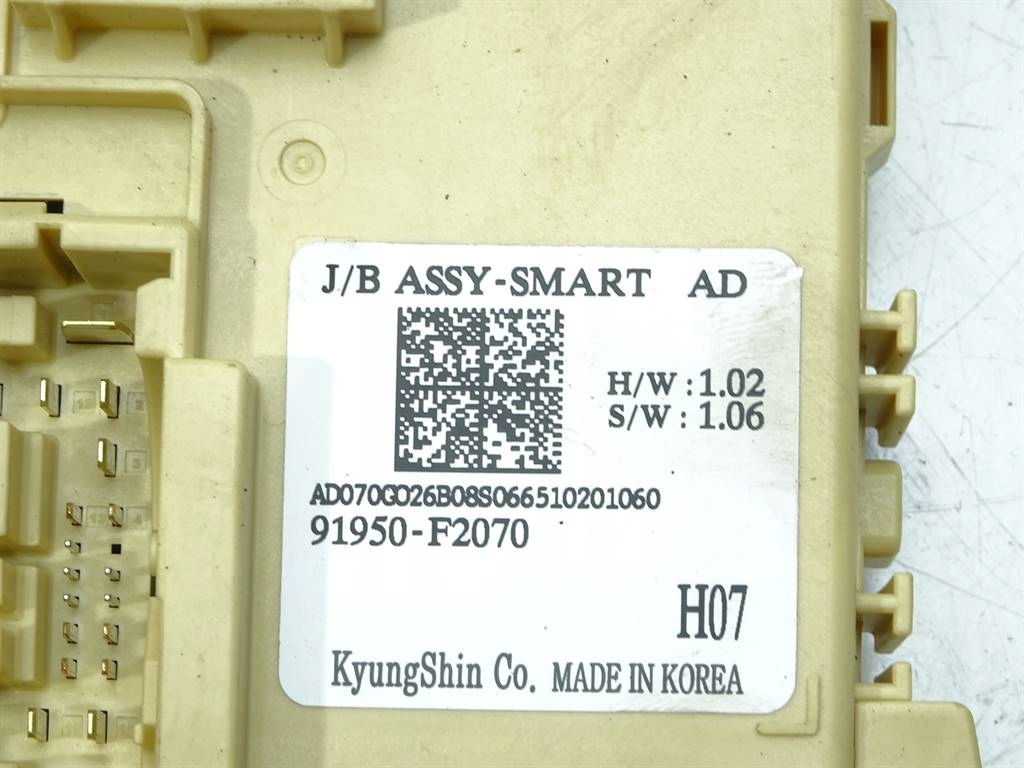 J/B ASSY-SMART AD
H/W : 1.02
S/W : 1.06
AD070G026B08S066510201060
91950-F2070
H07
KyungShin Co. MADE IN KOREA